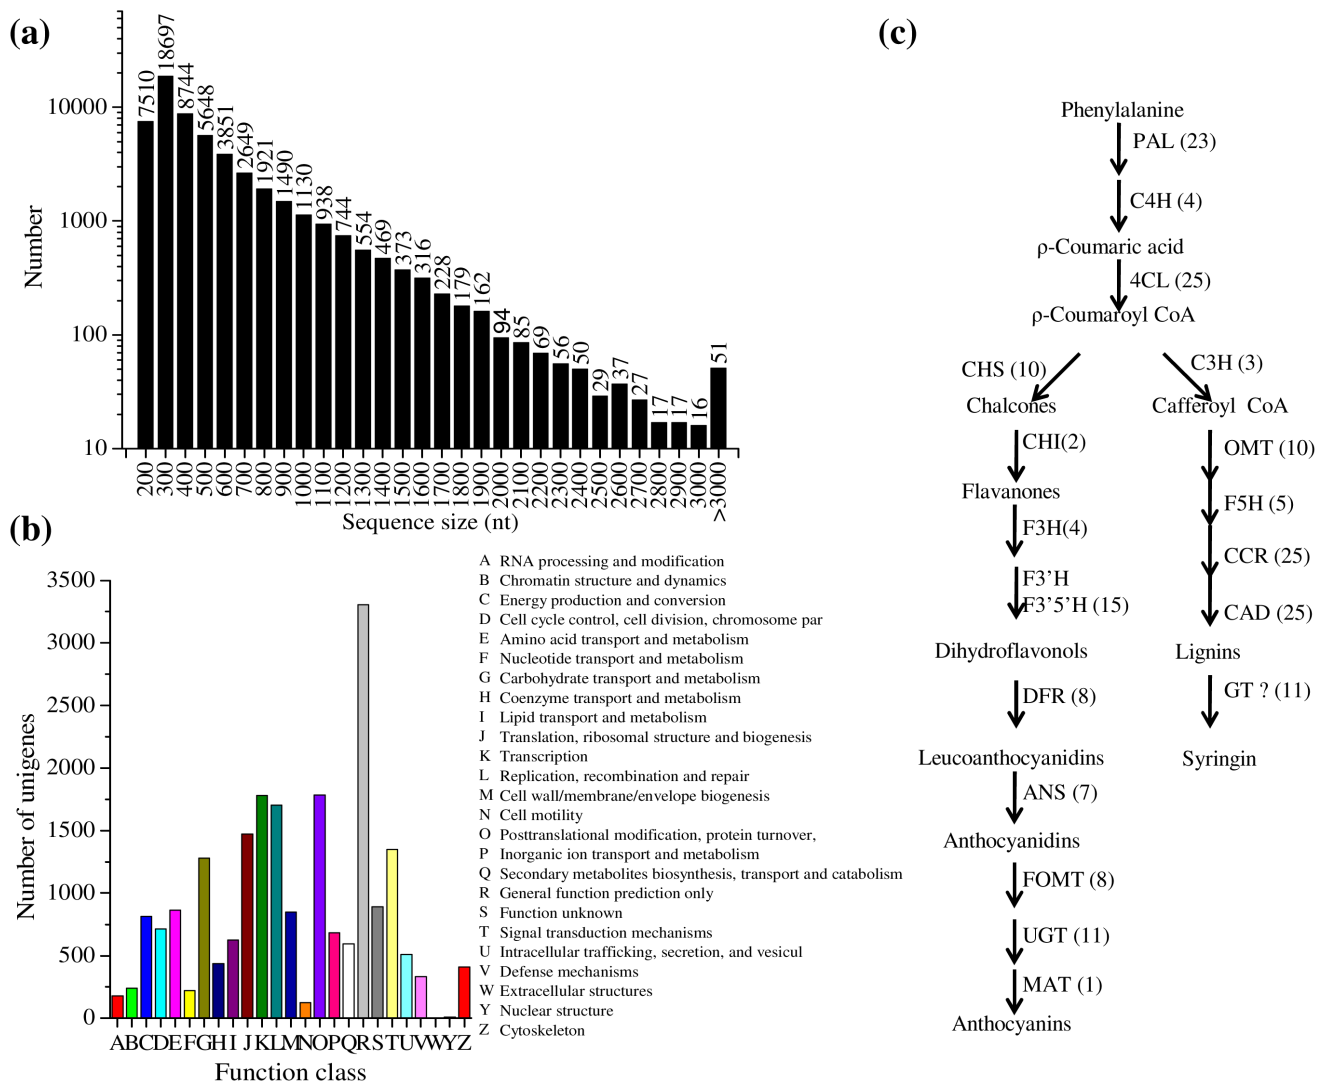 (a)
Number
10000
1000
100
10
7510
18697
8744
5648
3851
2649
1921
1490
1130
938
744
554
469
373
316
228
179
162
94
85
69
56
50
29
37
27
17
17
16
51
200
300
400
500
600
700
800
900
1000
1100
1200
1300
1400
1500
1600
1700
1800
1900
2000
2100
2200
2300
2400
2500
2600
2700
2800
2900
3000
>3000
Sequence size (nt)
(b)
Number of unigenes
3500
3000
2500
2000
1500
1000
500
0
A B C D E F G H I J K L M N O P Q R S T U V W Y Z
Function class
A RNA processing and modification
B Chromatin structure and dynamics
C Energy production and conversion
D Cell cycle control, cell division, chromosome par
E Amino acid transport and metabolism
F Nucleotide transport and metabolism
G Carbohydrate transport and metabolism
H Coenzyme transport and metabolism
I Lipid transport and metabolism
J Translation, ribosomal structure and biogenesis
K Transcription
L Replication, recombination and repair
M Cell wall/membrane/envelope biogenesis
N Cell motility
O Posttranslational modification, protein turnover,
P Inorganic ion transport and metabolism
Q Secondary metabolites biosynthesis, transport and catabolism
R General function prediction only
S Function unknown
T Signal transduction mechanisms
U Intracellular trafficking, secretion, and vesicul
V Defense mechanisms
W Extracellular structures
Y Nuclear structure
Z Cytoskeleton
(c)
Phenylalanine
PAL (23)
C4H (4)
ρ-Coumaric acid
4CL (25)
ρ-Coumaroyl CoA
CHS (10)
Chalcones
CHI(2)
Flavanones
F3H(4)
F3’H
F3’5’H (15)
Dihydroflavonols
DFR (8)
Leucoanthocyanidins
ANS (7)
Anthocyanidins
FOMT (8)
UGT (11)
MAT (1)
Anthocyanins
C3H (3)
Cafferoyl CoA
OMT (10)
F5H (5)
CCR (25)
CAD (25)
Lignins
GT ? (11)
Syringin